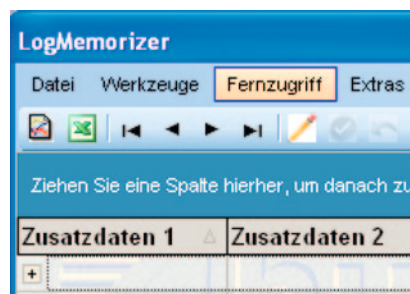 LogMemorizer
Datei Werkzeuge Fernzugriff Extras
Ziehen Sie eine Spalte hierher, um danach zu
Zusatzdaten 1 Zusatzdaten 2